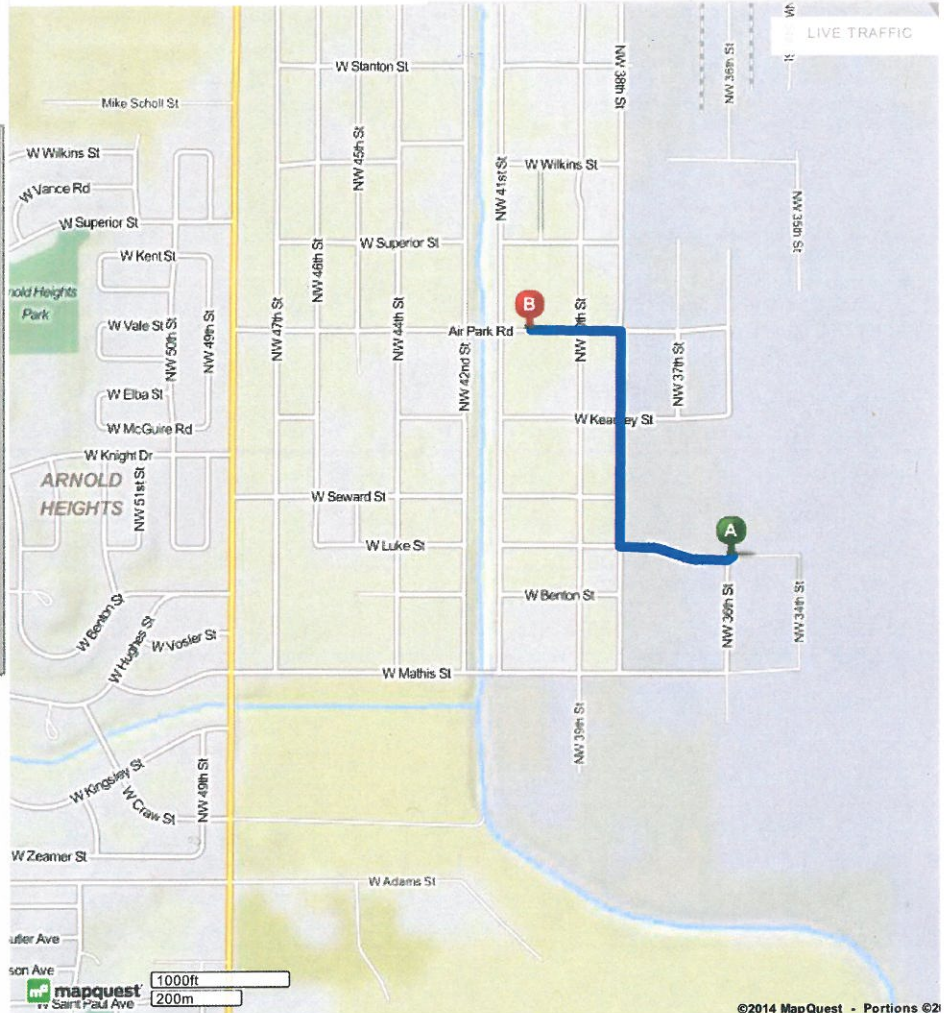 LIVE TRAFFIC
W Stanton St
NW 38th St
NW 36th St
Mike Scholl St
W Wilkins St
NW 45th St
NW 41st St
W Wilkins St
W Vance Rd
NW 35th St
W Superior St
W Superior St
W Kent St
NW 46th St
nold Heights
Park
B
W Vale St
NW 50th St
NW 49th St
NW 47th St
NW 44th St
Air Park Rd
NW 42nd St
NW 37th St
W Elba St
W McGuire Rd
W Kearney St
W Knight Dr
ARNOLD
HEIGHTS
NW 51st St
W Seward St
A
W Luke St
W Benton St
W Benton St
NW 36th St
NW 34th St
W Hughes St
W Vosler St
W Mathis St
NW 39th St
W Kingsley St
W Craw St
NW 49th St
W Zeamer St
W Adams St
utler Ave
son Ave
mapquest
W Saint Paul Ave
1000ft
200m
©2014 MapQuest - Portions ©20